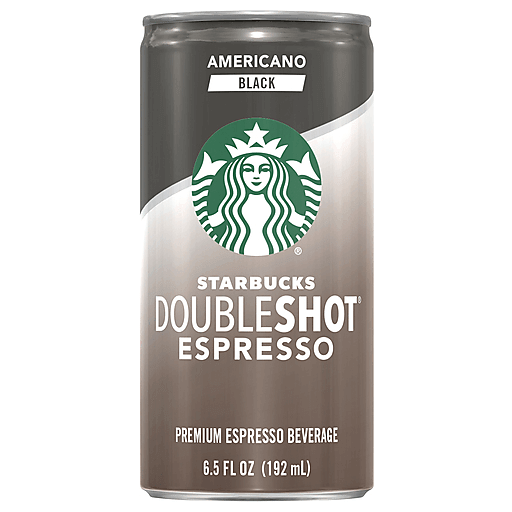 AMERICANO
BLACK
®
STARBUCKS
DOUBLESHOT®
ESPRESSO
PREMIUM ESPRESSO BEVERAGE
6.5 FL OZ (192 mL)